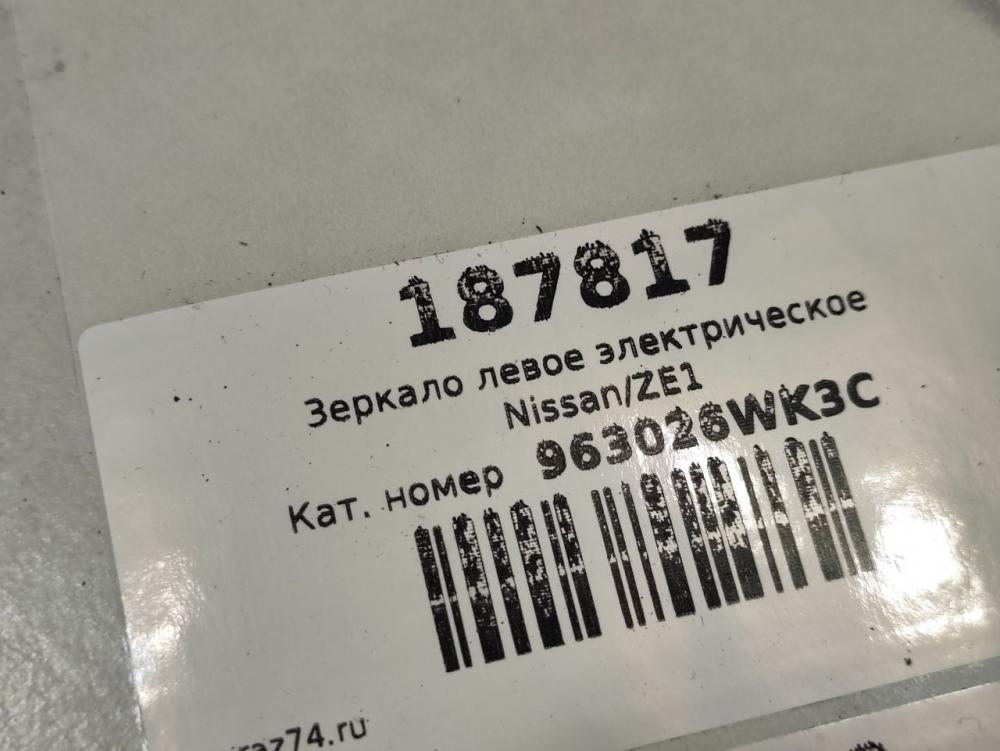 187817
Зеркало левое электрическое
Nissan/ZE1
Кат. номер 963026WK3C